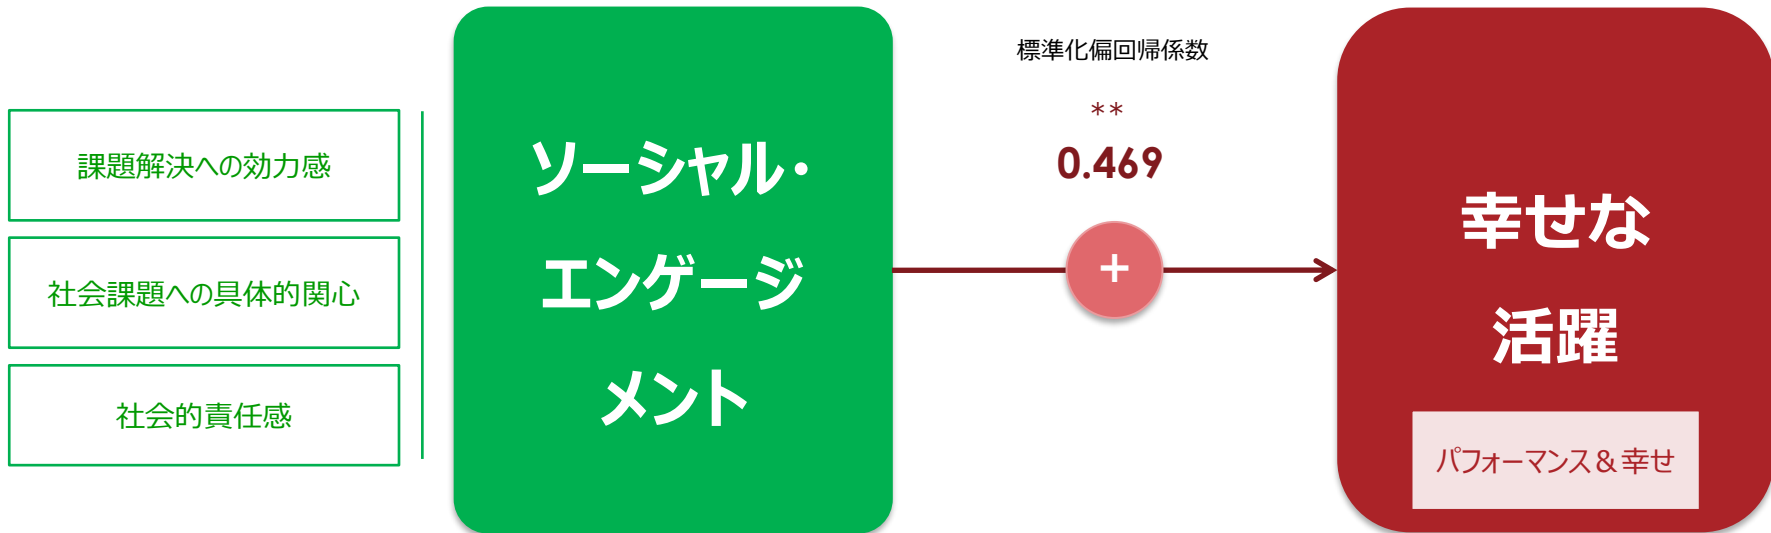 課題解決への効力感
社会課題への具体的関心
社会的責任感
ソーシャル・
エンゲージ
メント
標準化偏回帰係数
**
0.469
+
幸せな
活躍
パフォーマンス&幸せ